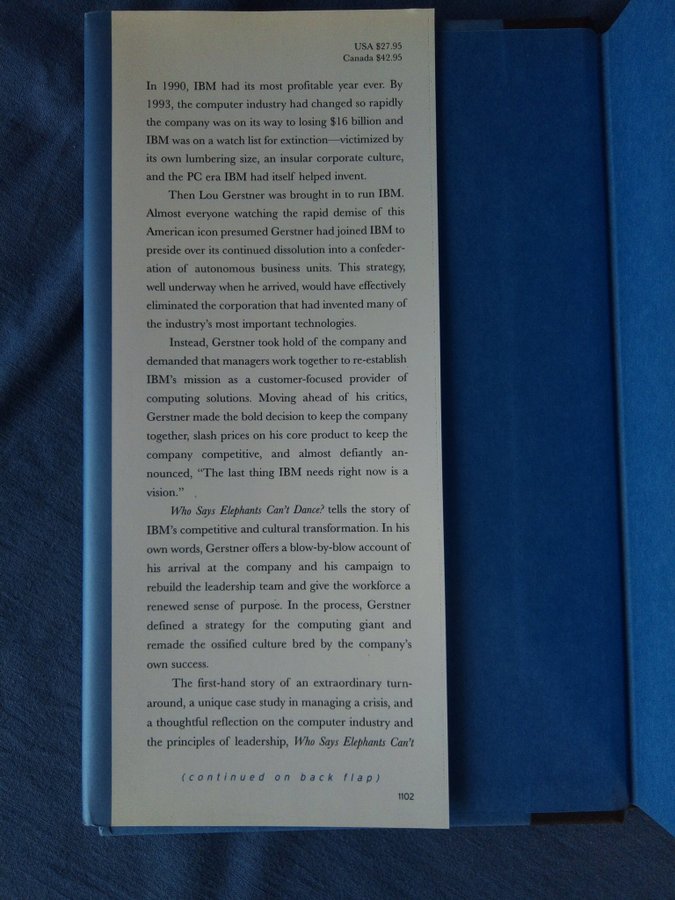 USA $27.95
Canada $42.95
In 1990, IBM had its most profitable year ever. By
1993, the computer industry had changed so rapidly
the company was on its way to losing $16 billion and
IBM was on a watch list for extinction—victimized by
its own lumbering size, an insular corporate culture,
and the PC era IBM had itself helped invent.
Then Lou Gerstner was brought in to run IBM.
Almost everyone watching the rapid demise of this
American icon presumed Gerstner had joined IBM to
preside over its continued dissolution into a confeder-
ation of autonomous business units. This strategy,
well underway when he arrived, would have effectively
eliminated the corporation that had invented many of
the industry's most important technologies.
Instead, Gerstner took hold of the company and
demanded that managers work together to re-establish
IBM's mission as a customer-focused provider of
computing solutions. Moving ahead of his critics,
Gerstner made the bold decision to keep the company
together, slash prices on his core product to keep the
company competitive, and almost defiantly an-
nounced, “The last thing IBM needs right now is a
vision.”
Who Says Elephants Can't Dance? tells the story of
IBM's competitive and cultural transformation. In his
own words, Gerstner offers a blow-by-blow account of
his arrival at the company and his campaign to
rebuild the leadership team and give the workforce a
renewed sense of purpose. In the process, Gerstner
defined a strategy for the computing giant and
remade the ossified culture bred by the company's
own success.
The first-hand story of an extraordinary turn-
around, a unique case study in managing a crisis, and
a thoughtful reflection on the computer industry and
the principles of leadership, Who Says Elephants Can't
(continued on back flap)
1102